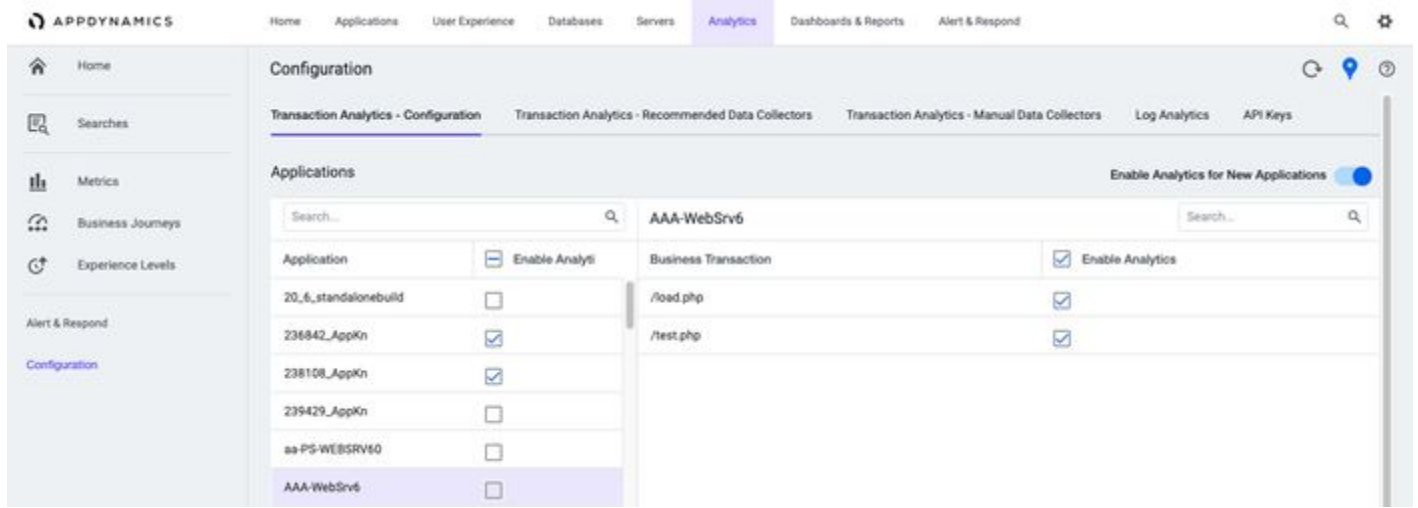 APPDYNAMICS
Home Applications User Experience Databases Servers Analytics Dashboards & Reports Alert & Respond
Home
Searches
Metrics
Business Journeys
Experience Levels
Alert & Respond
Configuration
Configuration
Transaction Analytics - Configuration Transaction Analytics - Recommended Data Collectors Transaction Analytics - Manual Data Collectors Log Analytics API Keys
Applications
Enable Analytics for New Applications
Search...
Application Enable Analyti
20_6_standalonebuild
236842_AppKn
238108_AppKn
239429_AppKn
aa-PS-WEBSRV60
AAA-WebSrv6
AAA-WebSrv6
Search...
Business Transaction Enable Analytics
/load.php
/test.php